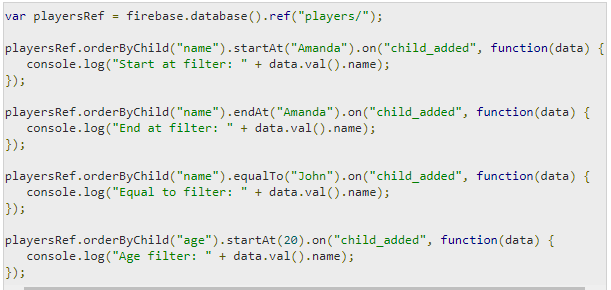 var playersRef = firebase.database().ref("players/");
playersRef.orderByChild("name").startAt("Amanda").on("child_added", function(data) {
   console.log("Start at filter: " + data.val().name);
});
playersRef.orderByChild("name").endAt("Amanda").on("child_added", function(data) {
   console.log("End at filter: " + data.val().name);
});
playersRef.orderByChild("name").equalTo("John").on("child_added", function(data) {
   console.log("Equal to filter: " + data.val().name);
});
playersRef.orderByChild("age").startAt(20).on("child_added", function(data) {
   console.log("Age filter: " + data.val().name);
});